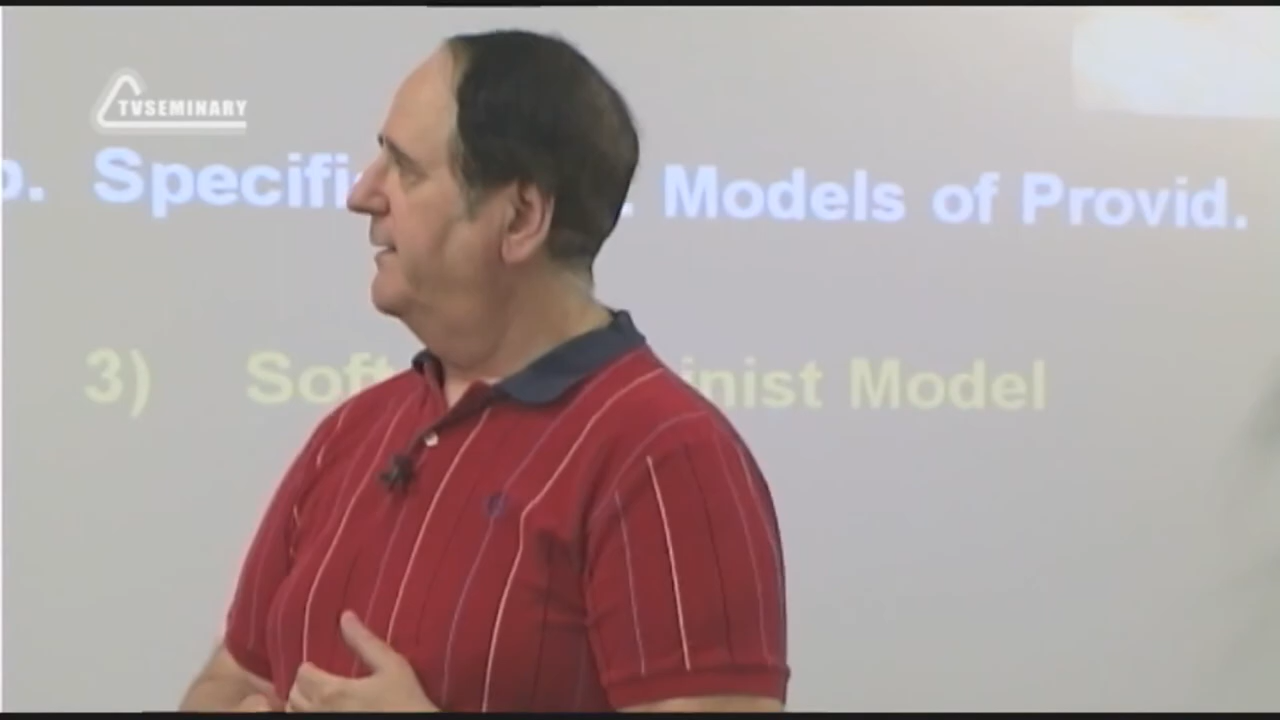 TVSEMINARY
b. Specifi . Models of Provid.
3) Soft inist Model